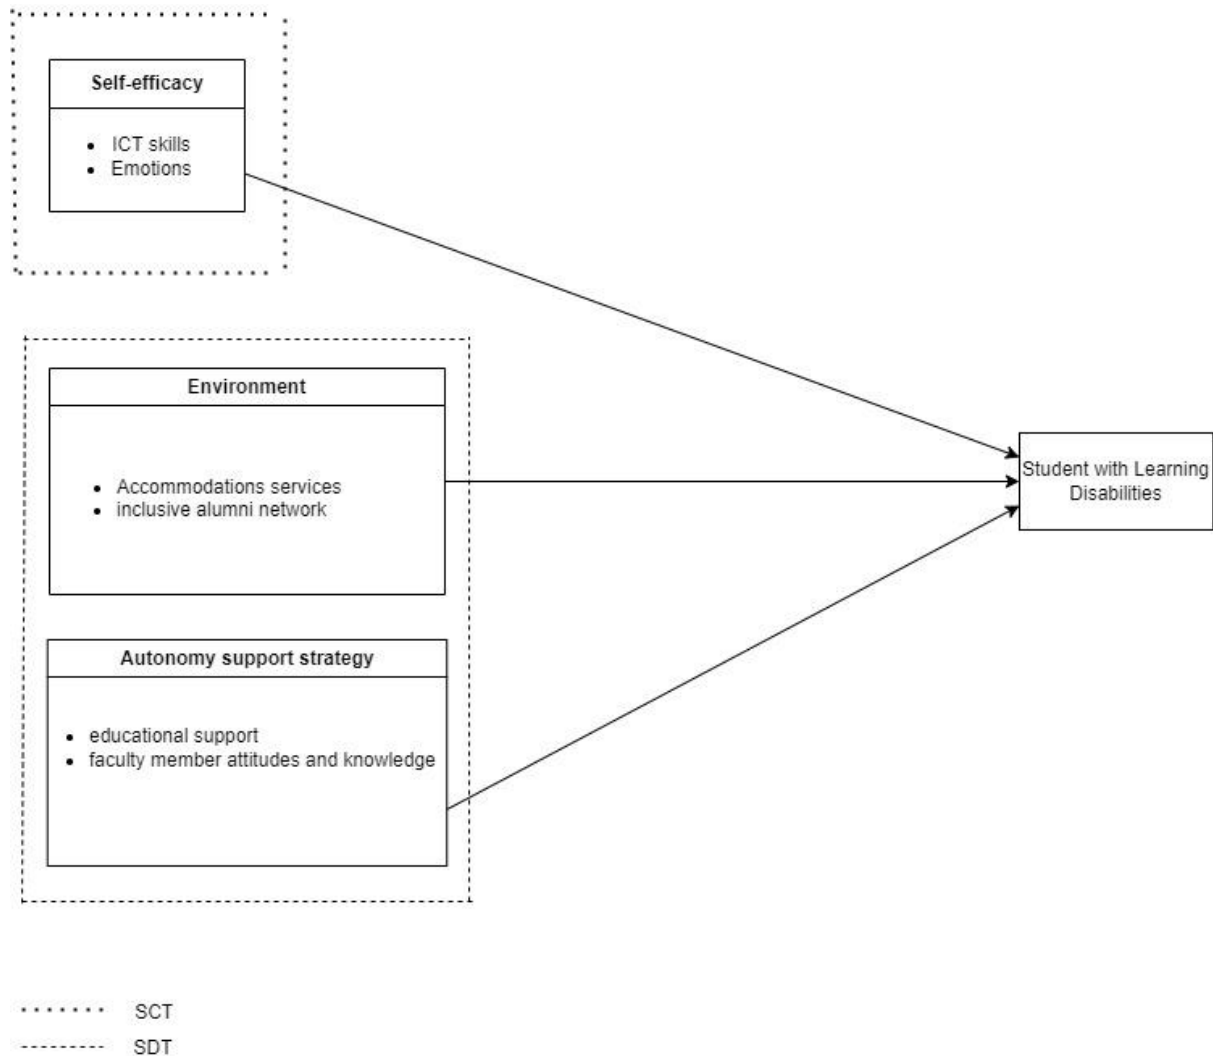 Self-efficacy
ICT skills
Emotions
Environment
Accommodations services
inclusive alumni network
Student with Learning
Disabilities
Autonomy support strategy
educational support
faculty member attitudes and knowledge
SCT
SDT